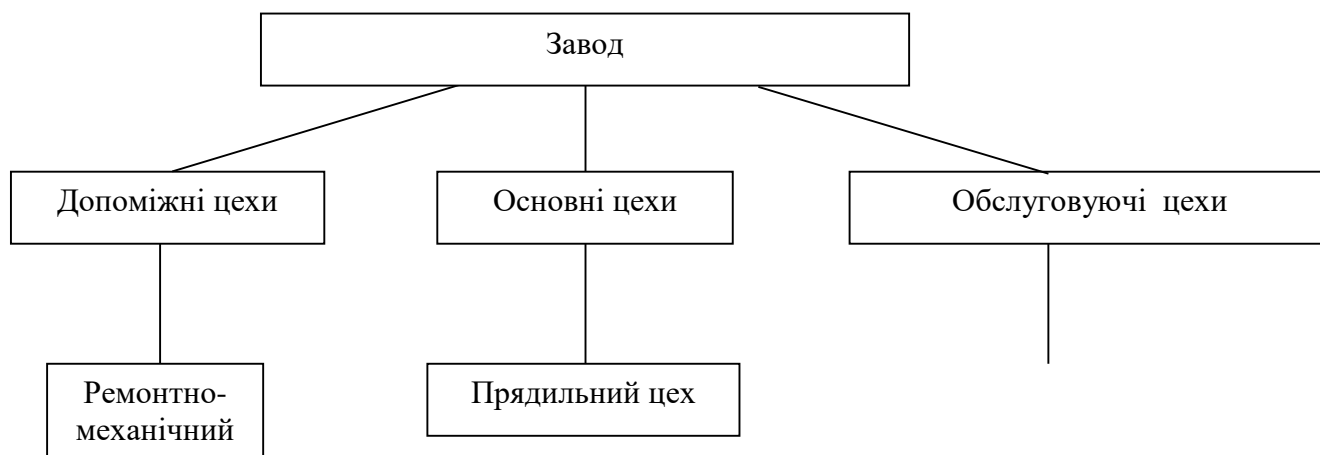 Завод
Допоміжні цехи
Основні цехи
Обслуговуючі цехи
Ремонтно-
механічний
Прядильний цех